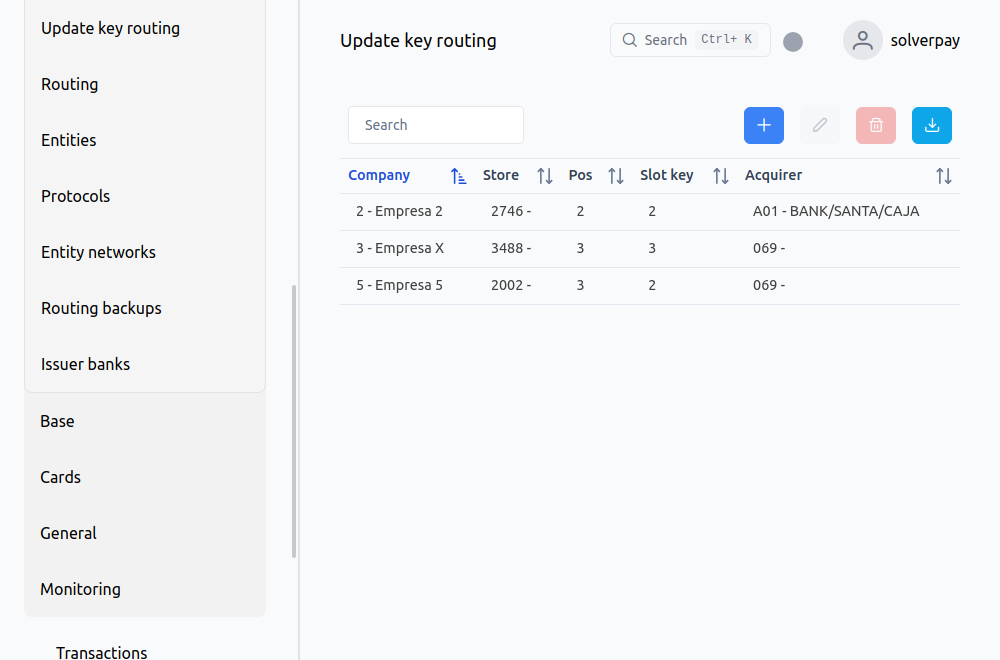 Update key routing
Routing
Entities
Protocols
Entity networks
Routing backups
Issuer banks
Base
Cards
General
Monitoring
Transactions
Update key routing
Search Ctrl+ K
solverpay
Search
Company Store Pos Slot key Acquirer
2 - Empresa 2 2746 - 2 2 A01 - BANK/SANTA/CAJA
3 - Empresa X 3488 - 3 3 069 -
5 - Empresa 5 2002 - 3 2 069 -